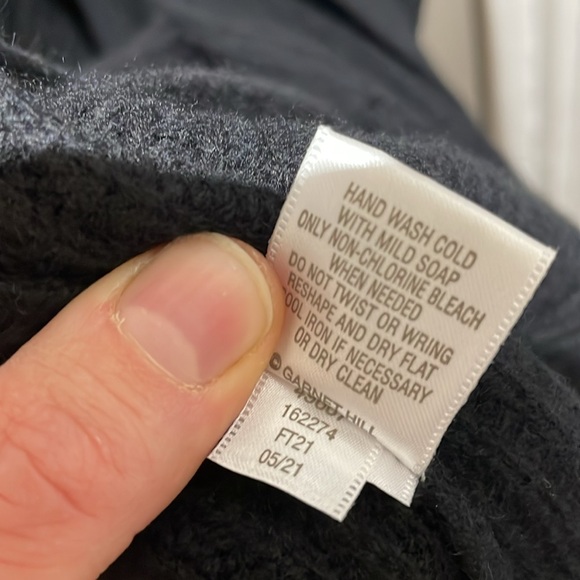 HAND WASH COLD
WITH MILD SOAP
ONLY NON-CHLORINE BLEACH
WHEN NEEDED
DO NOT TWIST OR WRING
RESHAPE AND DRY FLAT
OOL IRON IF NECESSARY
OR DRY CLEAN
© GARNET HILL
162274
FT21
05/21